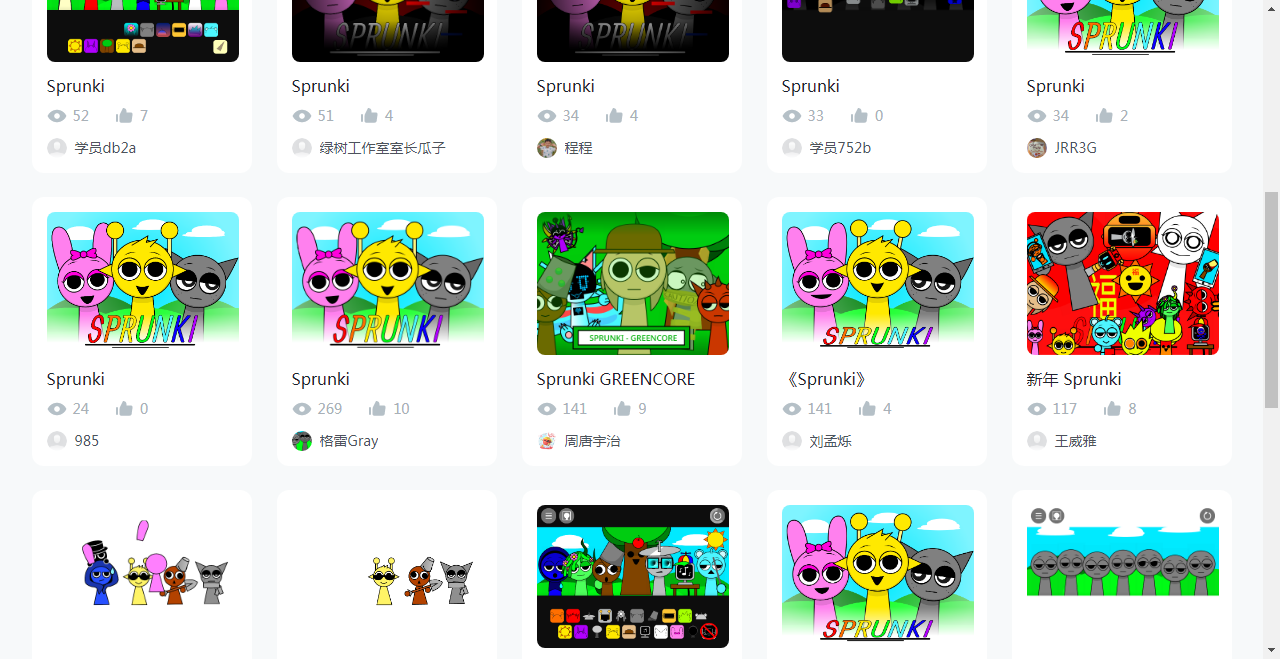 SPRUNKI
SPRUNKI
SPRUNKI
Sprunki
Sprunki
Sprunki
Sprunki
Sprunki
52
7
51
4
34
4
33
0
34
2
学员db2a
绿树工作室室长瓜子
程程
学员752b
JRR3G
SPRUNKI
SPRUNKI
SPRUNKI - GREENCORE
SPRUNKI
福
Sprunki
Sprunki
Sprunki GREENCORE
《Sprunki》
新年 Sprunki
24
0
269
10
141
9
141
4
117
8
985
格雷Gray
周唐宇治
刘孟烁
王威雅
SPRUNKI